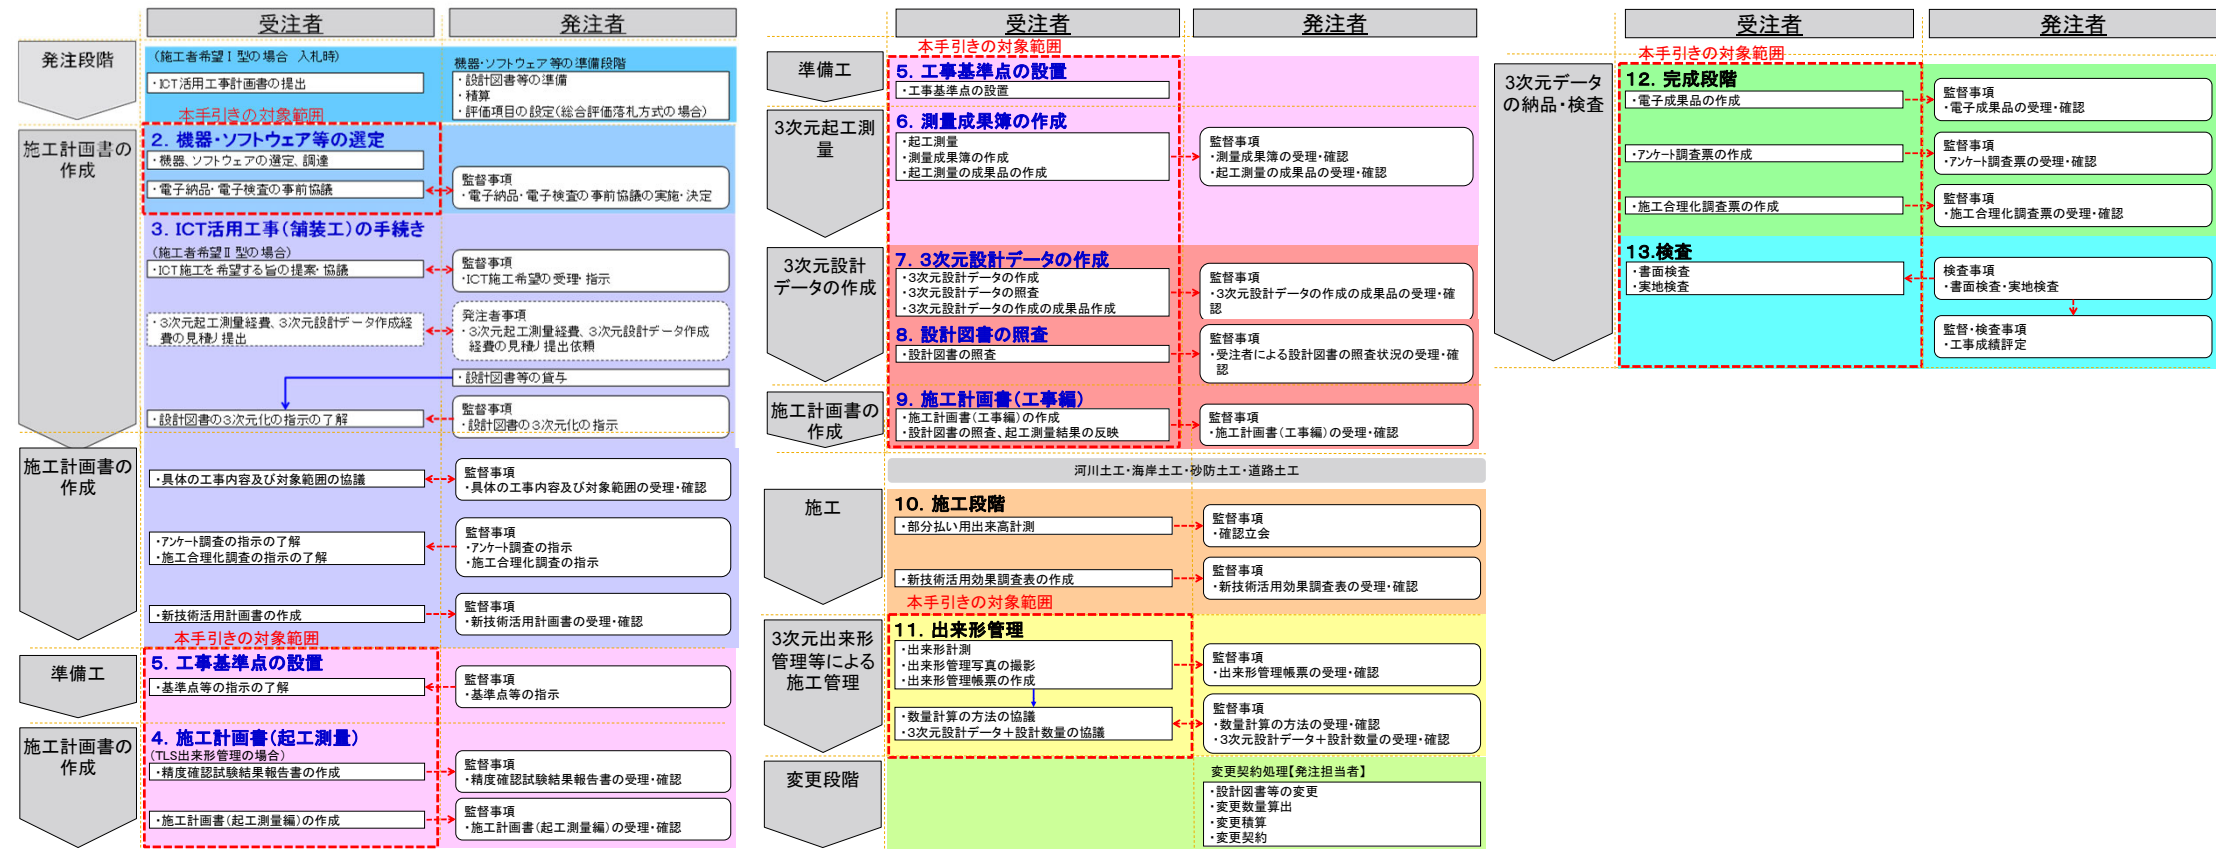 受注者
発注者
発注段階
(施工者希望Ⅰ型の場合 入札時)
・ICT活用工事計画書の提出
機器・ソフトウェア等の準備段階
・設計図書等の準備
・積算
・評価項目の設定(総合評価落札方式の場合)
本手引きの対象範囲
施工計画書の
作成
2. 機器・ソフトウェア等の選定
・機器、ソフトウェアの選定、調達
・電子納品・電子検査の事前協議
監督事項
・電子納品・電子検査の事前協議の実施・決定
3. ICT活用工事(舗装工)の手続き
(施工者希望Ⅱ型の場合)
・ICT施工を希望する旨の提案・協議
監督事項
・ICT施工希望の受理・指示
・3次元起工測量経費、3次元設計データ作成経
費の見積り提出
発注者事項
・3次元起工測量経費、3次元設計データ作成
経費の見積り提出依頼
・設計図書等の貸与
・設計図書の3次元化の指示の了解
監督事項
・設計図書の3次元化の指示
施工計画書の
作成
・具体の工事内容及び対象範囲の協議
監督事項
・具体の工事内容及び対象範囲の受理・確認
・アンケート調査の指示の了解
・施工合理化調査の指示の了解
監督事項
・アンケート調査の指示
・施工合理化調査の指示
・新技術活用計画書の作成
監督事項
・新技術活用計画書の受理・確認
本手引きの対象範囲
準備工
5. 工事基準点の設置
・基準点等の指示の了解
監督事項
・基準点等の指示
施工計画書の
作成
4. 施工計画書(起工測量)
(TLS出来形管理の場合)
・精度確認試験結果報告書の作成
監督事項
・精度確認試験結果報告書の受理・確認
・施工計画書(起工測量編)の作成
監督事項
・施工計画書(起工測量編)の受理・確認
受注者
発注者
本手引きの対象範囲
準備工
5. 工事基準点の設置
・工事基準点の設置
3次元起工測
量
6. 測量成果簿の作成
・起工測量
・測量成果簿の作成
・起工測量の成果品の作成
監督事項
・測量成果簿の受理・確認
・起工測量の成果品の受理・確認
3次元設計
データの作成
7. 3次元設計データの作成
・3次元設計データの作成
・3次元設計データの照査
・3次元設計データの作成の成果品作成
監督事項
・3次元設計データの作成の成果品の受理・確
認
8. 設計図書の照査
・設計図書の照査
監督事項
・受注者による設計図書の照査状況の受理・確
認
施工計画書の
作成
9. 施工計画書(工事編)
・施工計画書(工事編)の作成
・設計図書の照査、起工測量結果の反映
監督事項
・施工計画書(工事編)の受理・確認
河川土工・海岸土工・砂防土工・道路土工
施工
10. 施工段階
・部分払い用出来高計測
監督事項
・確認立会
・新技術活用効果調査表の作成
監督事項
・新技術活用効果調査表の受理・確認
本手引きの対象範囲
3次元出来形
管理等による
施工管理
11. 出来形管理
・出来形計測
・出来形管理写真の撮影
・出来形管理帳票の作成
監督事項
・出来形管理帳票の受理・確認
・数量計算の方法の協議
・3次元設計データ+設計数量の協議
監督事項
・数量計算の方法の受理・確認
・3次元設計データ+設計数量の受理・確認
変更段階
変更契約処理【発注担当者】
・設計図書等の変更
・変更数量算出
・変更積算
・変更契約
受注者
発注者
本手引きの対象範囲
3次元データ
の納品・検査
12. 完成段階
・電子成果品の作成
監督事項
・電子成果品の受理・確認
・アンケート調査票の作成
監督事項
・アンケート調査票の受理・確認
・施工合理化調査票の作成
監督事項
・施工合理化調査票の受理・確認
13.検査
・書面検査
・実地検査
検査事項
・書面検査・実地検査
監督・検査事項
・工事成績評定